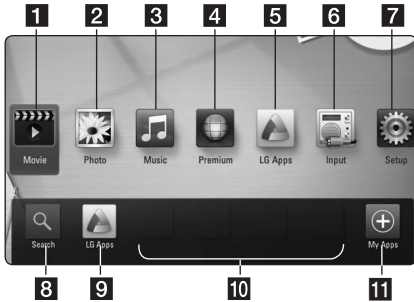 1 2 3 4 5 6 7
Movie Photo Music Premium LG Apps Input Setup
Search LG Apps My Apps
8 9 10 11